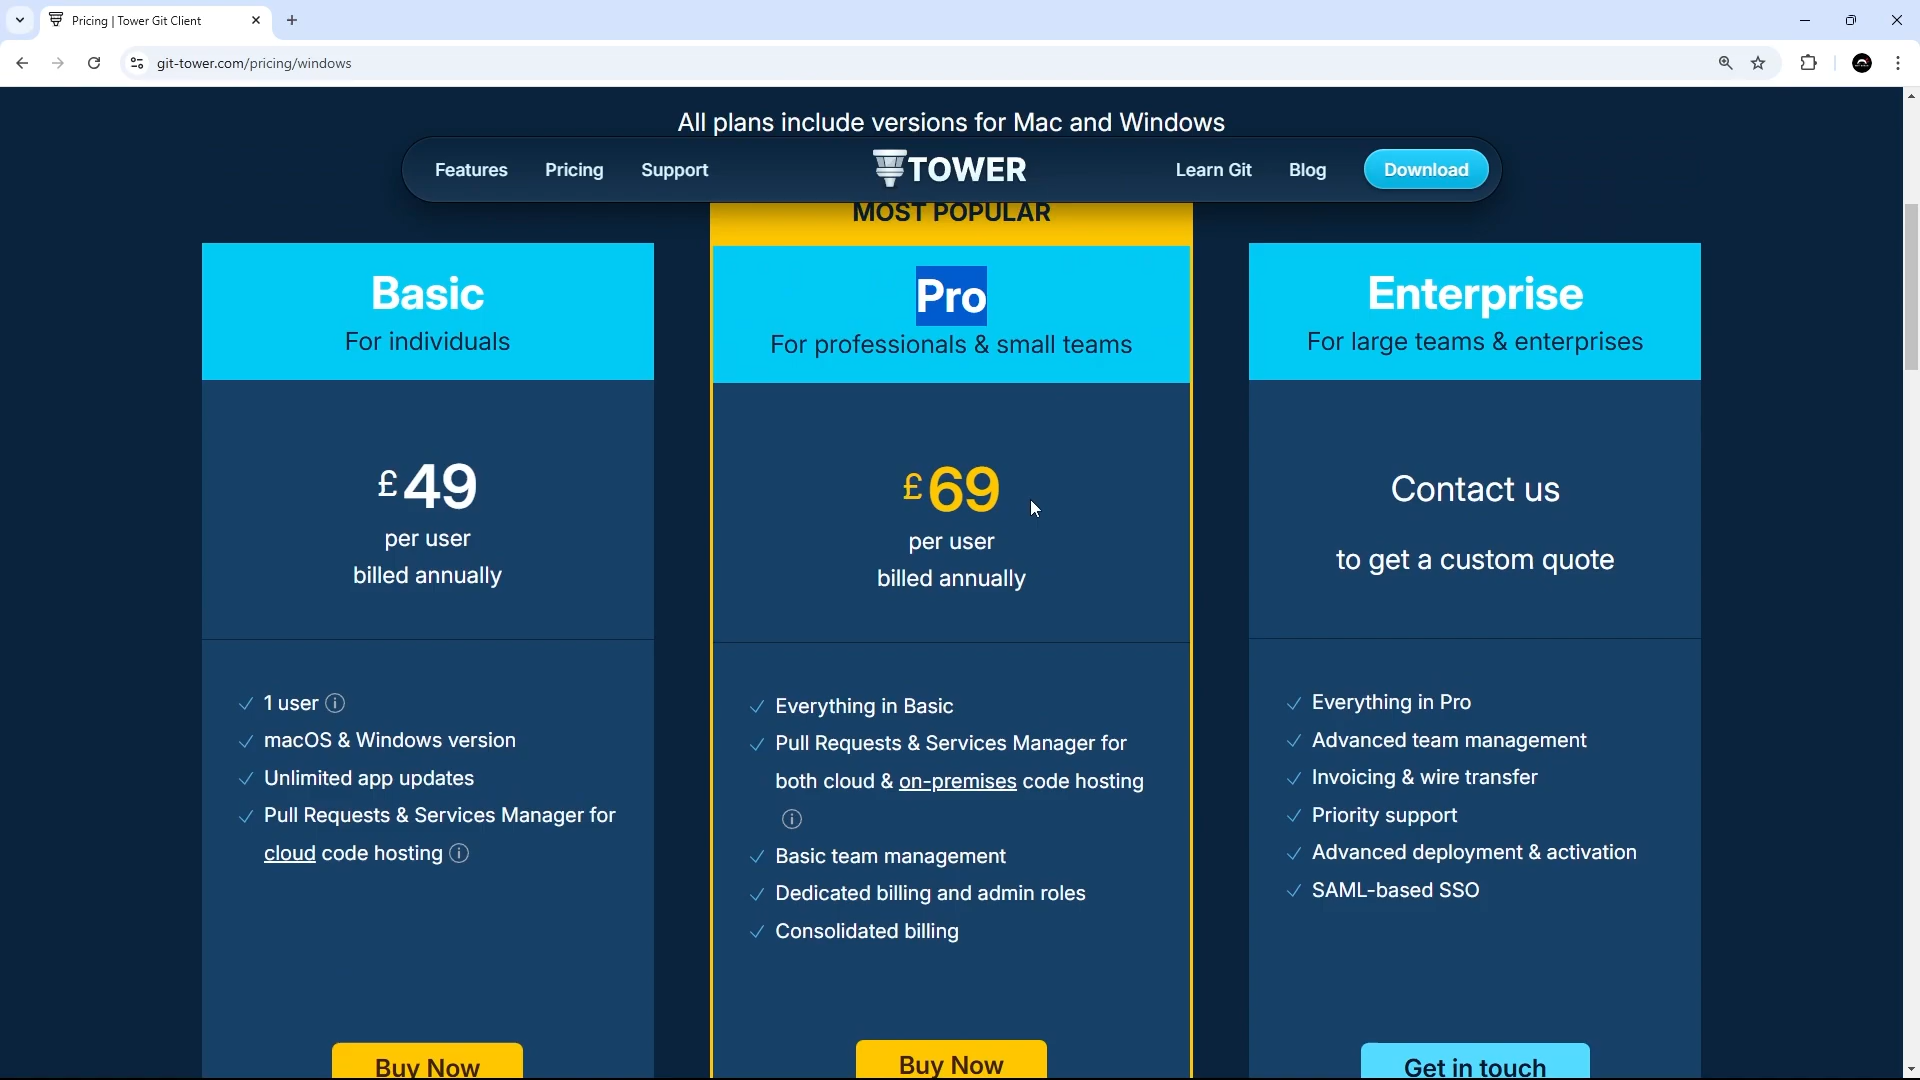 Pricing | Tower Git Client
git-tower.com/pricing/windows
All plans include versions for Mac and Windows
Features
Pricing
Support
TOWER
Learn Git
Blog
Download
MOST POPULAR
Basic
For individuals
£49
per user
billed annually
1 user
macOS & Windows version
Unlimited app updates
Pull Requests & Services Manager for
cloud code hosting
Buy Now
Pro
For professionals & small teams
£69
per user
billed annually
Everything in Basic
Pull Requests & Services Manager for
both cloud & on-premises code hosting
Basic team management
Dedicated billing and admin roles
Consolidated billing
Buy Now
Enterprise
For large teams & enterprises
Contact us
to get a custom quote
Everything in Pro
Advanced team management
Invoicing & wire transfer
Priority support
Advanced deployment & activation
SAML-based SSO
Get in touch